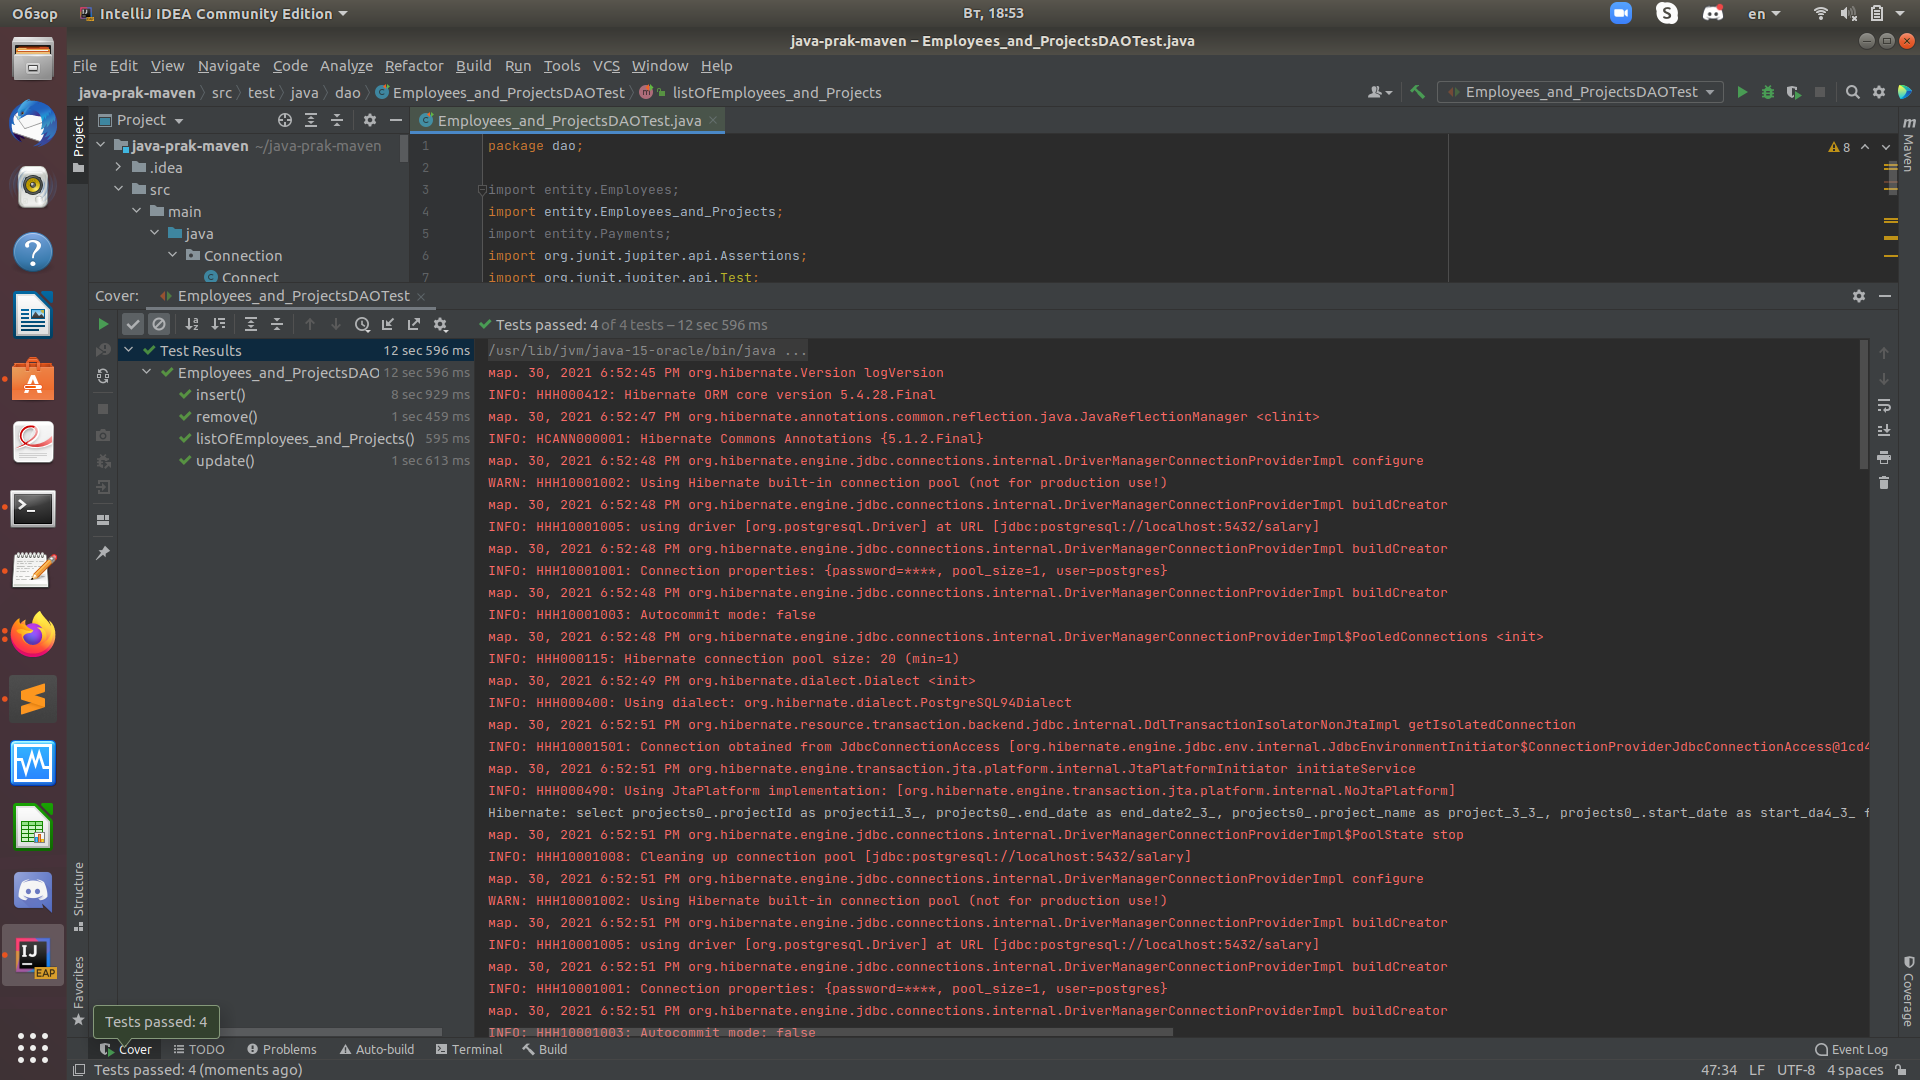 Обзор IntelliJ IDEA Community Edition Вт, 18:53 en
java-prak-maven – Employees_and_ProjectsDAOTest.java
File Edit View Navigate Code Analyze Refactor Build Run Tools VCS Window Help
java-prak-maven src test java dao Employees_and_ProjectsDAOTest listOfEmployees_and_Projects Employees_and_ProjectsDAOTest
Project Employees_and_ProjectsDAOTest.java
java-prak-maven ~/java-prak-maven
.idea
src
main
java
Connection
Connect
1 package dao;
2
3 import entity.Employees;
4 import entity.Employees_and_Projects;
5 import entity.Payments;
6 import org.junit.jupiter.api.Assertions;
7 import org.junit.jupiter.api.Test;
8
Project
Maven
Cover: Employees_and_ProjectsDAOTest
Tests passed: 4 of 4 tests – 12 sec 596 ms
Test Results 12 sec 596 ms
Employees_and_ProjectsDAO 12 sec 596 ms
insert() 8 sec 929 ms
remove() 1 sec 459 ms
listOfEmployees_and_Projects() 595 ms
update() 1 sec 613 ms
/usr/lib/jvm/java-15-oracle/bin/java ...
мар. 30, 2021 6:52:45 PM org.hibernate.Version logVersion
INFO: HHH000412: Hibernate ORM core version 5.4.28.Final
мар. 30, 2021 6:52:47 PM org.hibernate.annotations.common.reflection.java.JavaReflectionManager <clinit>
INFO: HCANN000001: Hibernate Commons Annotations {5.1.2.Final}
мар. 30, 2021 6:52:48 PM org.hibernate.engine.jdbc.connections.internal.DriverManagerConnectionProviderImpl configure
WARN: HHH10001002: Using Hibernate built-in connection pool (not for production use!)
мар. 30, 2021 6:52:48 PM org.hibernate.engine.jdbc.connections.internal.DriverManagerConnectionProviderImpl buildCreator
INFO: HHH10001005: using driver [org.postgresql.Driver] at URL [jdbc:postgresql://localhost:5432/salary]
мар. 30, 2021 6:52:48 PM org.hibernate.engine.jdbc.connections.internal.DriverManagerConnectionProviderImpl buildCreator
INFO: HHH10001001: Connection properties: {password=****, pool_size=1, user=postgres}
мар. 30, 2021 6:52:48 PM org.hibernate.engine.jdbc.connections.internal.DriverManagerConnectionProviderImpl buildCreator
INFO: HHH10001003: Autocommit mode: false
мар. 30, 2021 6:52:48 PM org.hibernate.engine.jdbc.connections.internal.DriverManagerConnectionProviderImpl$PooledConnections <init>
INFO: HHH000115: Hibernate connection pool size: 20 (min=1)
мар. 30, 2021 6:52:49 PM org.hibernate.dialect.Dialect <init>
INFO: HHH000400: Using dialect: org.hibernate.dialect.PostgreSQL94Dialect
мар. 30, 2021 6:52:51 PM org.hibernate.resource.transaction.backend.jdbc.internal.DdlTransactionIsolatorNonJtaImpl getIsolatedConnection
INFO: HHH10001501: Connection obtained from JdbcConnectionAccess [org.hibernate.engine.jdbc.env.internal.JdbcEnvironmentInitiator$ConnectionProviderJdbcConnectionAccess@1cd4
мар. 30, 2021 6:52:51 PM org.hibernate.engine.transaction.jta.platform.internal.JtaPlatformInitiator initiateService
INFO: HHH000490: Using JtaPlatform implementation: [org.hibernate.engine.transaction.jta.platform.internal.NoJtaPlatform]
Hibernate: select projects0_.projectId as projecti1_3_, projects0_.end_date as end_date2_3_, projects0_.project_name as project_3_3_, projects0_.start_date as start_da4_3_ f
мар. 30, 2021 6:52:51 PM org.hibernate.engine.jdbc.connections.internal.DriverManagerConnectionProviderImpl$PoolState stop
INFO: HHH10001008: Cleaning up connection pool [jdbc:postgresql://localhost:5432/salary]
мар. 30, 2021 6:52:51 PM org.hibernate.engine.jdbc.connections.internal.DriverManagerConnectionProviderImpl configure
WARN: HHH10001002: Using Hibernate built-in connection pool (not for production use!)
мар. 30, 2021 6:52:51 PM org.hibernate.engine.jdbc.connections.internal.DriverManagerConnectionProviderImpl buildCreator
INFO: HHH10001005: using driver [org.postgresql.Driver] at URL [jdbc:postgresql://localhost:5432/salary]
мар. 30, 2021 6:52:51 PM org.hibernate.engine.jdbc.connections.internal.DriverManagerConnectionProviderImpl buildCreator
INFO: HHH10001001: Connection properties: {password=****, pool_size=1, user=postgres}
мар. 30, 2021 6:52:51 PM org.hibernate.engine.jdbc.connections.internal.DriverManagerConnectionProviderImpl buildCreator
INFO: HHH10001003: Autocommit mode: false
Structure
Favorites
Coverage
EAP
Tests passed: 4
Cover TODO Problems Auto-build Terminal Build Event Log
Tests passed: 4 (moments ago) 47:34 LF UTF-8 4 spaces